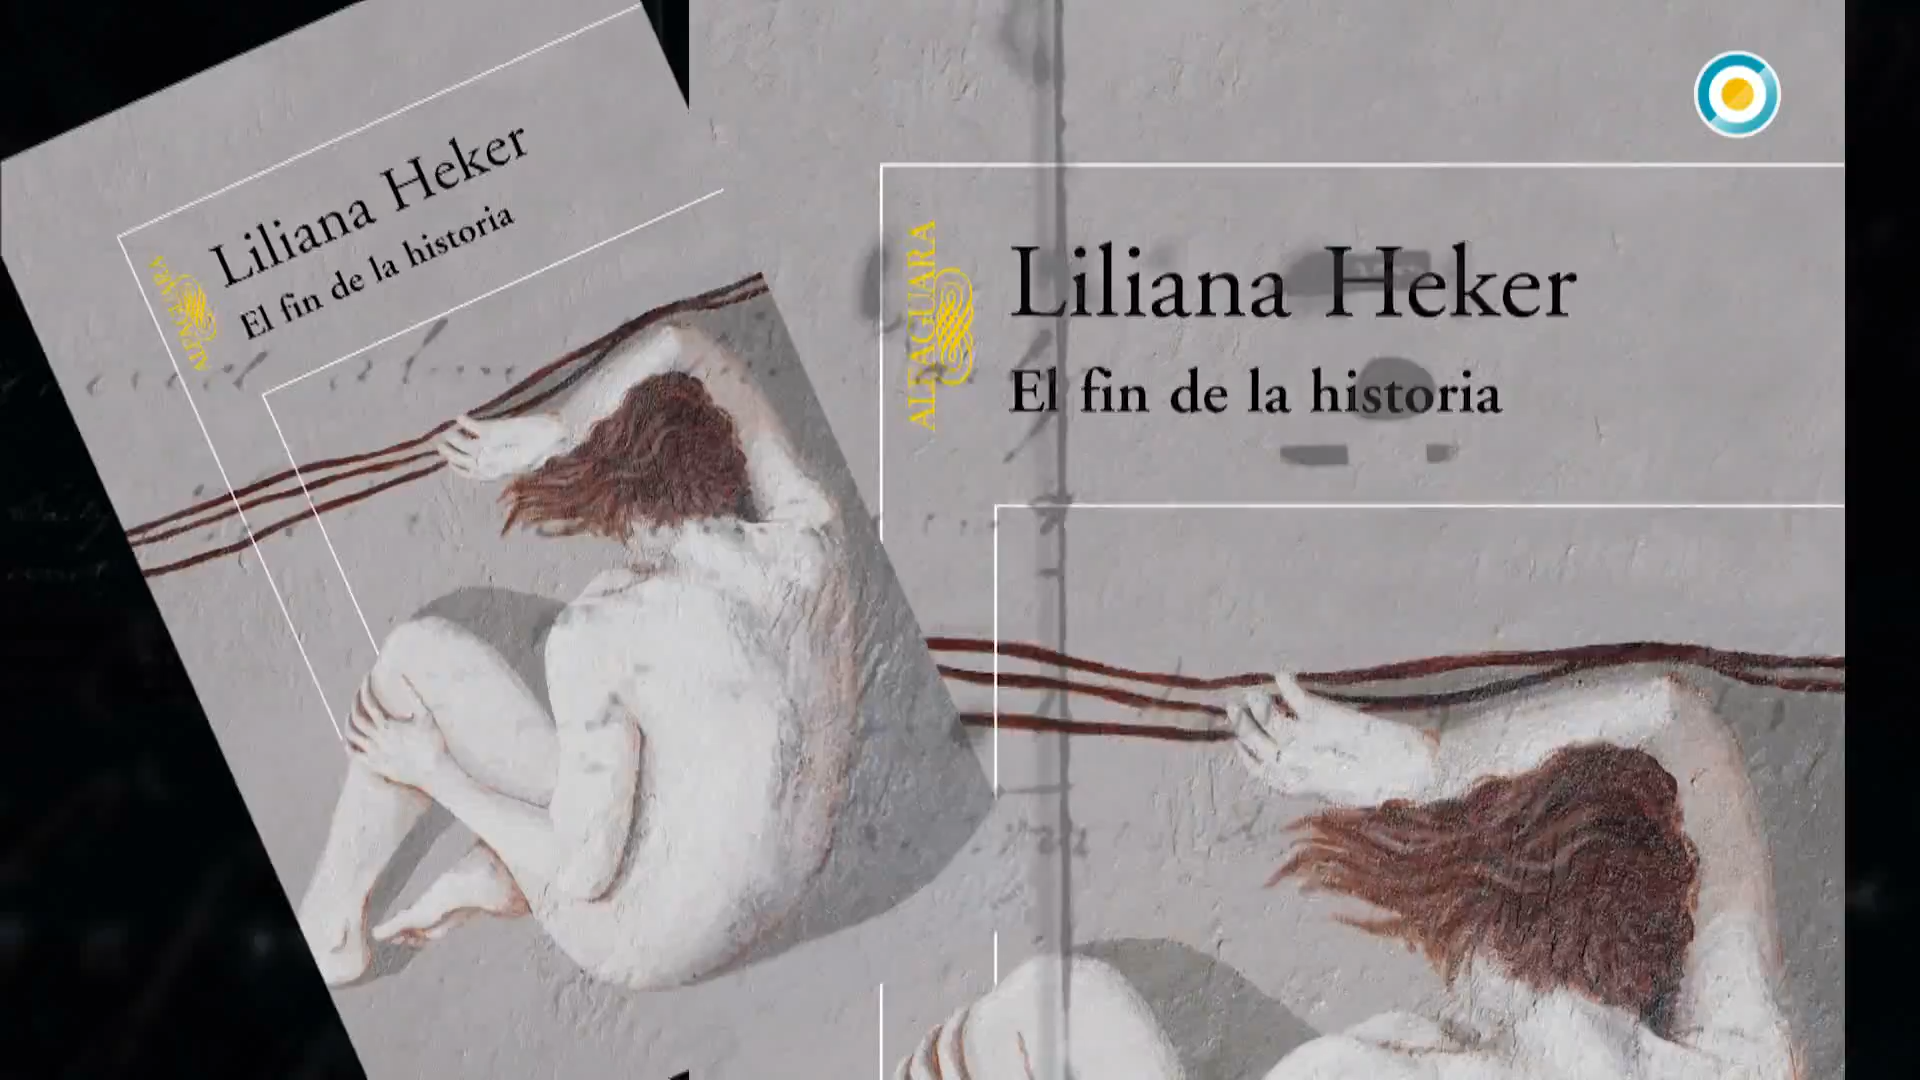 Liliana Heker
El fin de la historia
ALFAGUARA
Liliana Heker
El fin de la historia
ALFAGUARA